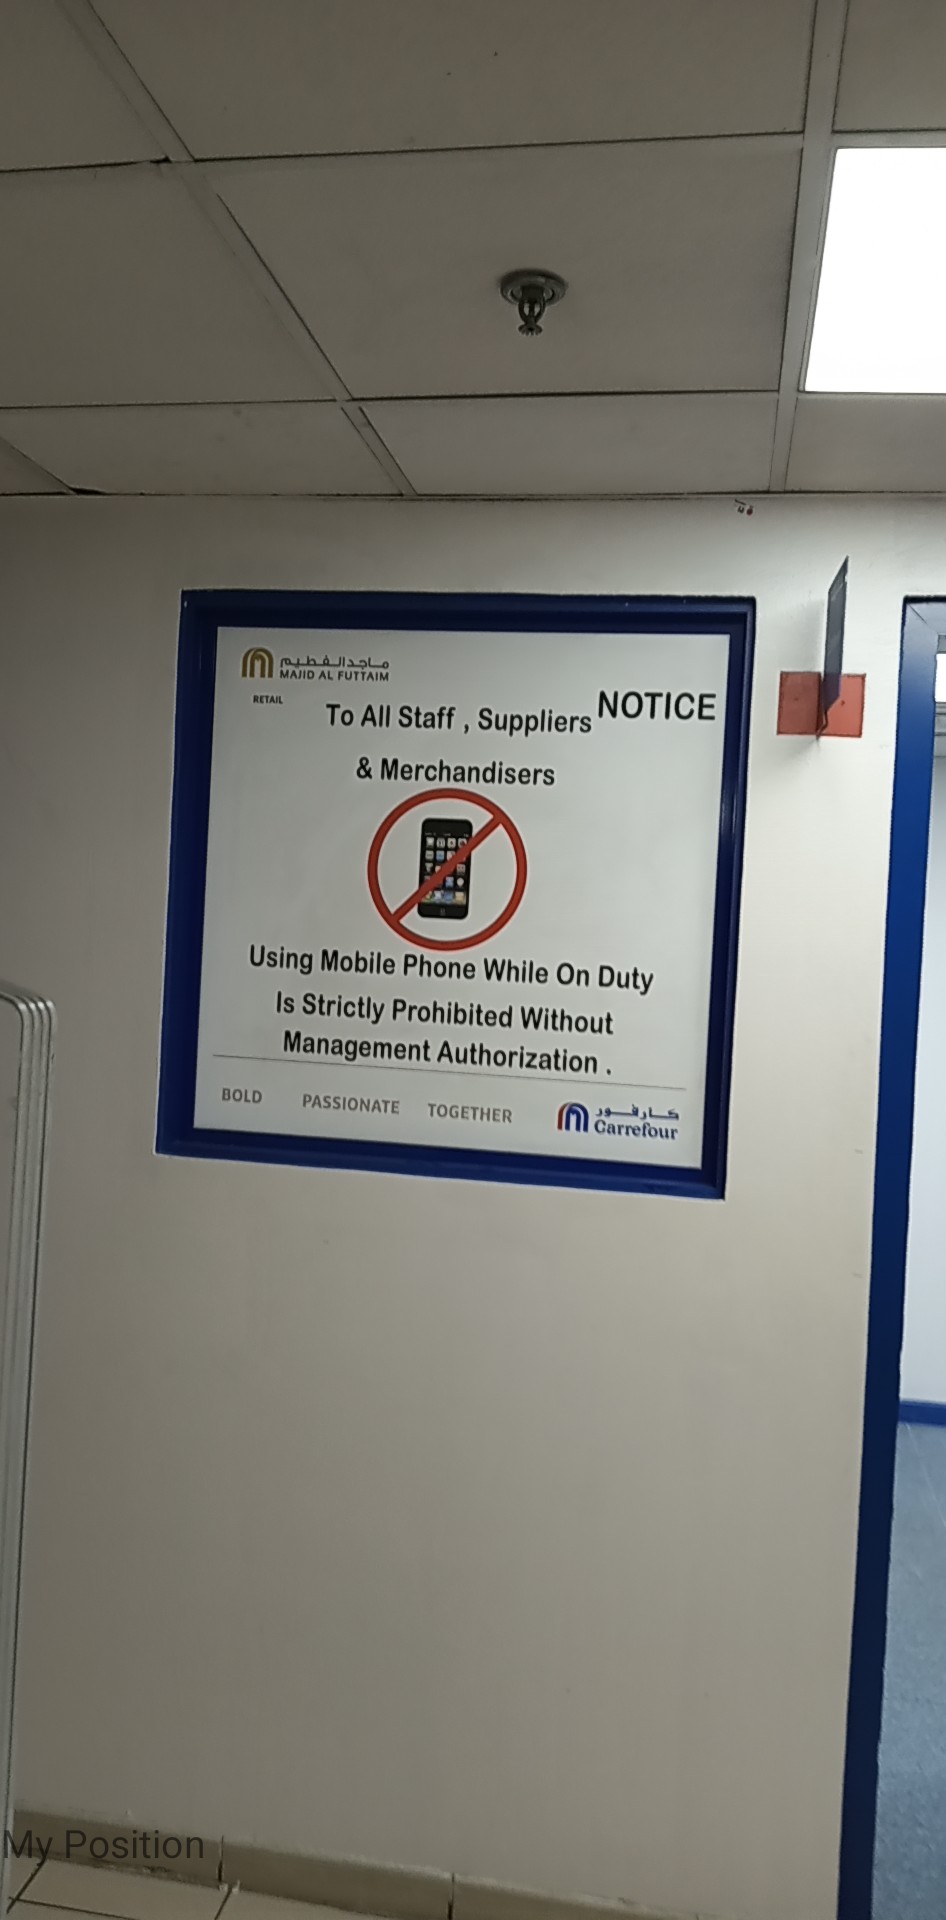 ماجد الفطيم
MAJID AL FUTTAIM
RETAIL
NOTICE
To All Staff , Suppliers
& Merchandisers
Using Mobile Phone While On Duty
Is Strictly Prohibited Without
Management Authorization .
BOLD PASSIONATE TOGETHER
كارفور
Carrefour
My Position